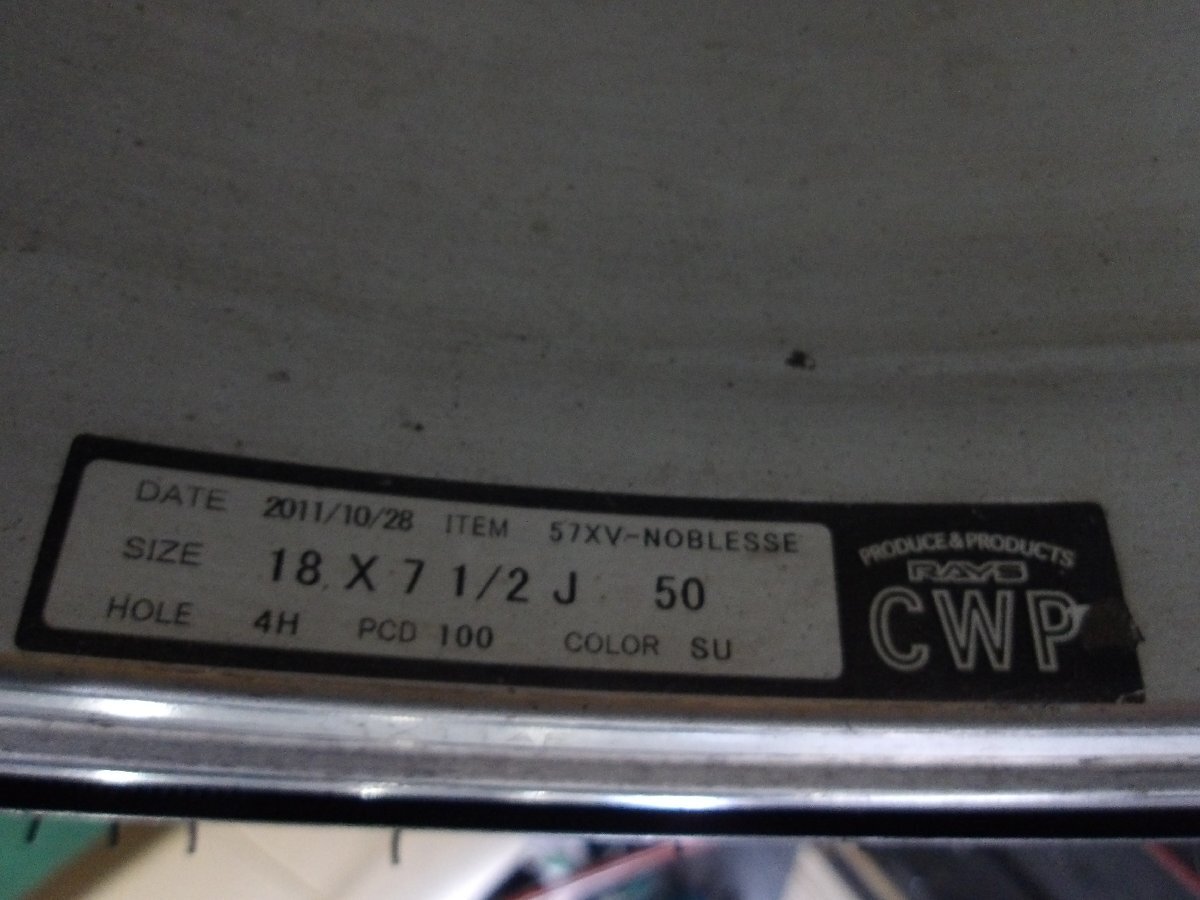 DATE 2011/10/28 ITEM 57XV-NOBLESSE
SIZE 18 X 7 1/2 J 50
HOLE 4H PCD 100 COLOR SU
PRODUCE & PRODUCTS
RAYS
CWP